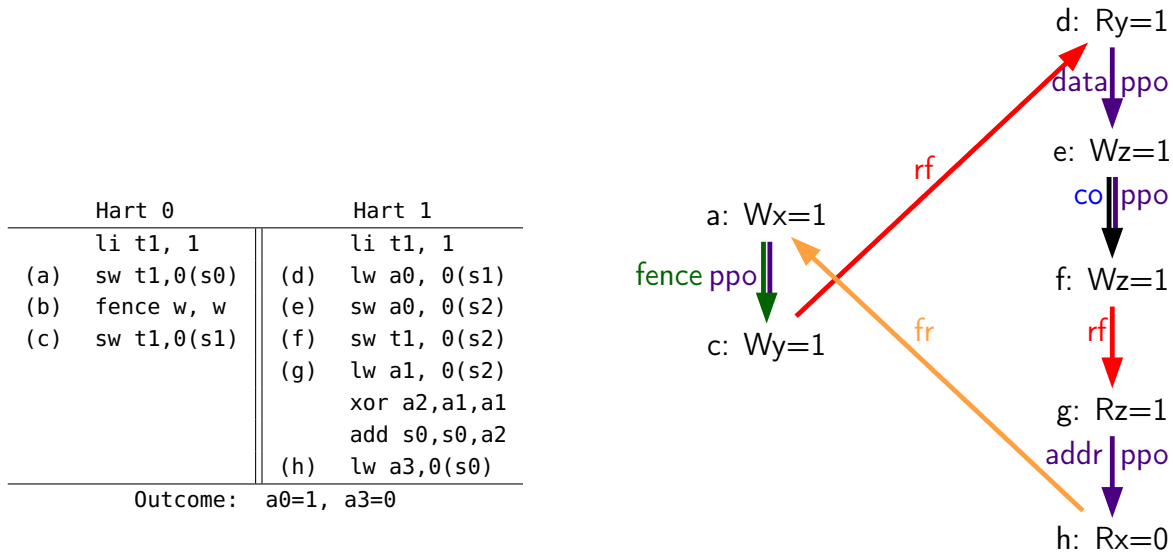 Hart 0 Hart 1
li t1, 1 li t1, 1
(a) sw t1,0(s0) (d) lw a0, 0(s1)
(b) fence w, w (e) sw a0, 0(s2)
(c) sw t1,0(s1) (f) sw t1, 0(s2)
(g) lw a1, 0(s2)
xor a2,a1,a1
add s0,s0,a2
(h) lw a3,0(s0)
Outcome: a0=1, a3=0
d: Ry=1
data ppo
e: Wz=1
rf
co ppo
a: Wx=1
fence ppo
f: Wz=1
fr
rf
c: Wy=1
g: Rz=1
addr ppo
h: Rx=0